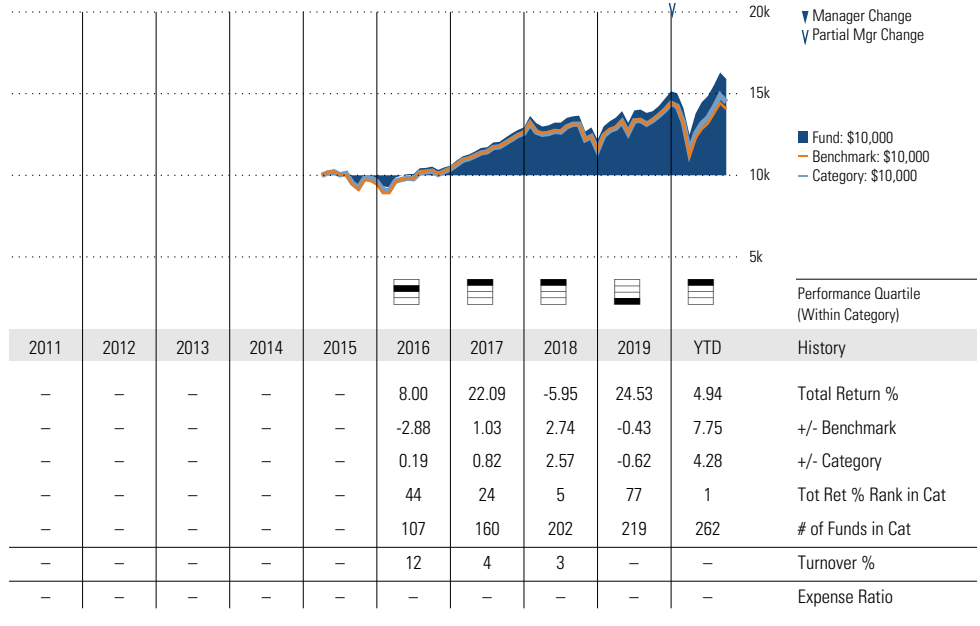 20k
15k
10k
5k
▼ Manager Change
V Partial Mgr Change
Fund: $10,000
Benchmark: $10,000
Category: $10,000
Performance Quartile
(Within Category)
2011 2012 2013 2014 2015 2016 2017 2018 2019 YTD History
– – – – – 8.00 22.09 -5.95 24.53 4.94 Total Return %
– – – – – -2.88 1.03 2.74 -0.43 7.75 +/- Benchmark
– – – – – 0.19 0.82 2.57 -0.62 4.28 +/- Category
– – – – – 44 24 5 77 1 Tot Ret % Rank in Cat
– – – – – 107 160 202 219 262 # of Funds in Cat
– – – – – 12 4 3 – – Turnover %
– – – – – – – – – – Expense Ratio